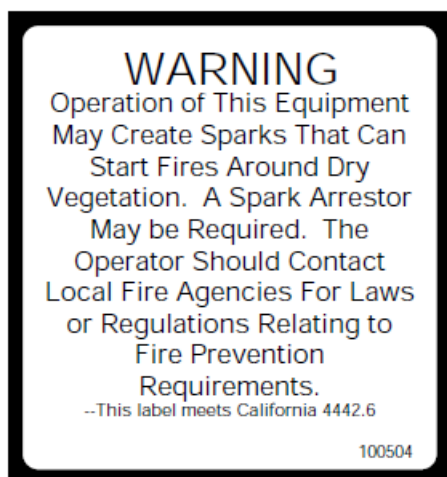 WARNING
Operation of This Equipment
May Create Sparks That Can
Start Fires Around Dry
Vegetation.  A Spark Arrestor
May be Required.  The
Operator Should Contact
Local Fire Agencies For Laws
or Regulations Relating to
Fire Prevention
Requirements.
--This label meets California 4442.6
100504